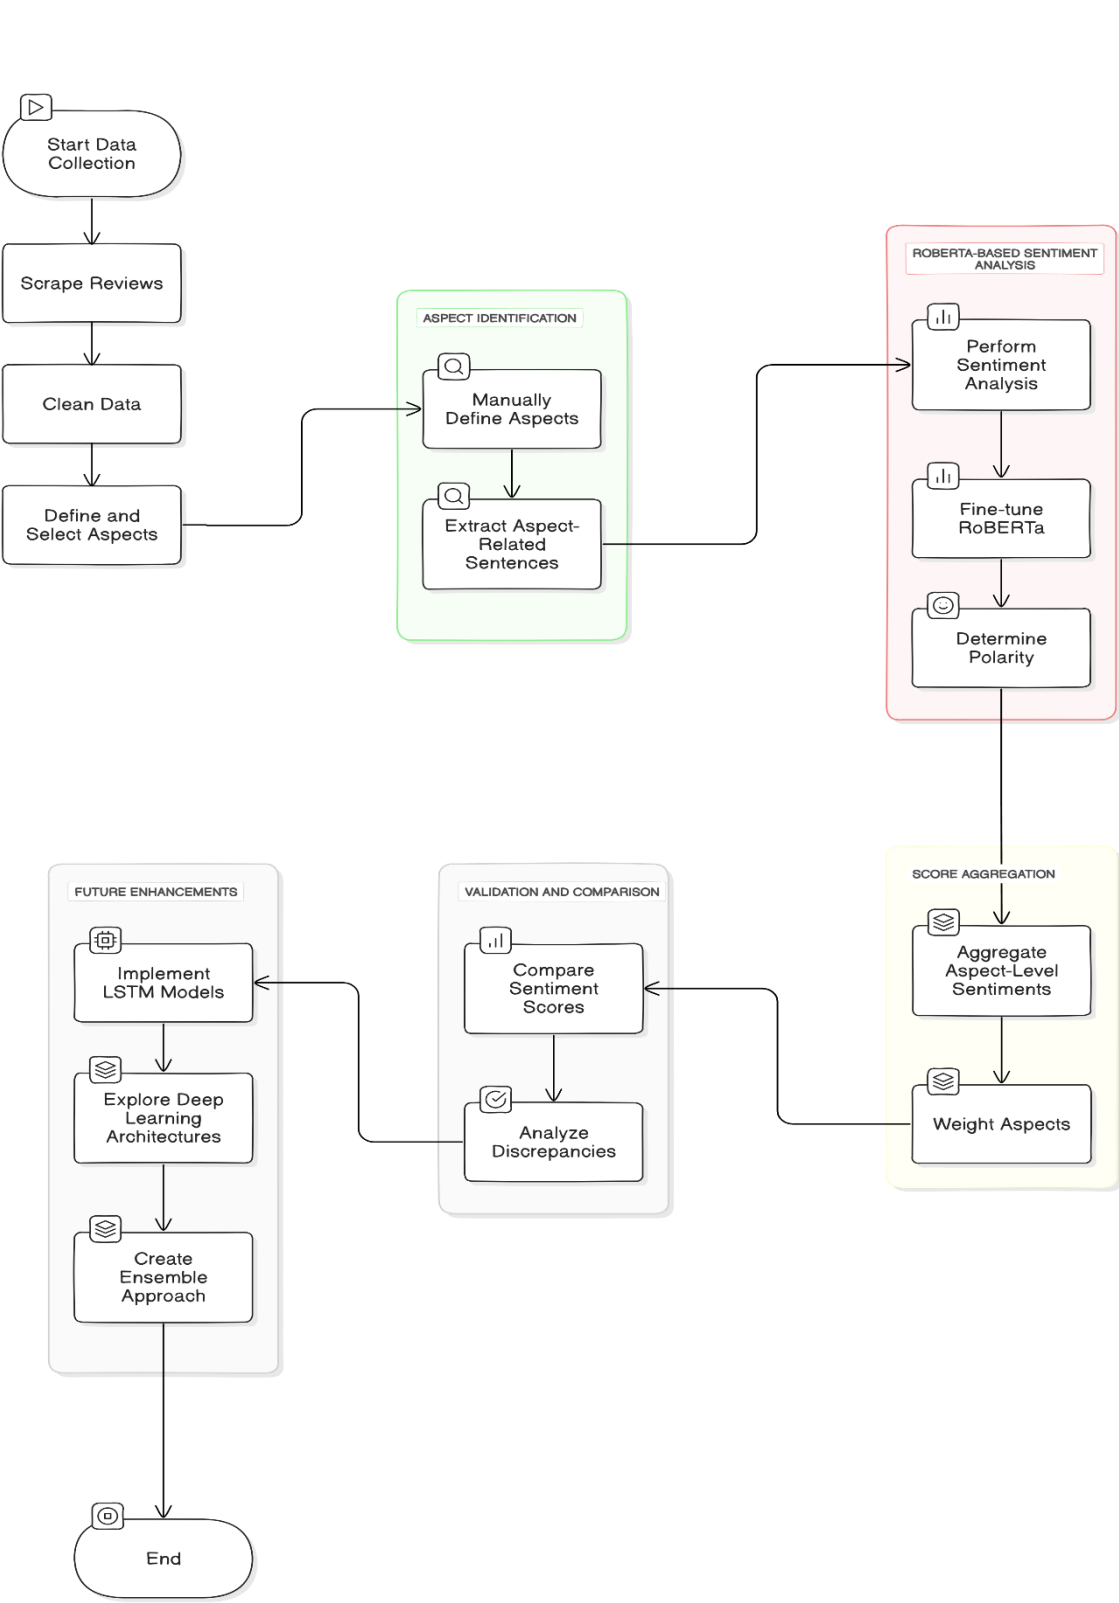 Start Data
Collection
Scrape Reviews
Clean Data
Define and
Select Aspects
ASPECT IDENTIFICATION
Manually
Define Aspects
Extract Aspect-
Related
Sentences
ROBERTA-BASED SENTIMENT
ANALYSIS
Perform
Sentiment
Analysis
Fine-tune
RoBERTa
Determine
Polarity
SCORE AGGREGATION
Aggregate
Aspect-Level
Sentiments
Weight Aspects
VALIDATION AND COMPARISON
Compare
Sentiment
Scores
Analyze
Discrepancies
FUTURE ENHANCEMENTS
Implement
LSTM Models
Explore Deep
Learning
Architectures
Create
Ensemble
Approach
End